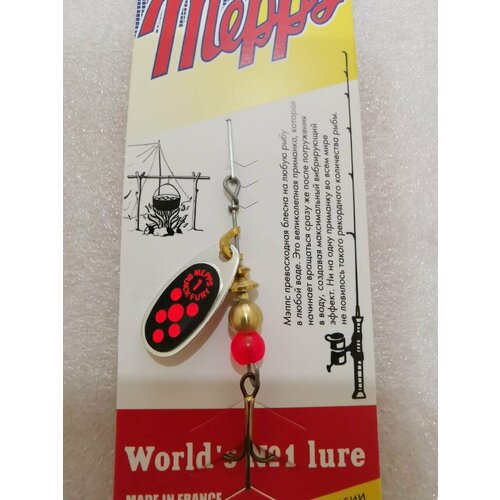 Mepps
Мэппс превосходная блесна на любую рыбу
в любой воде. Это великолепная приманка, которая
начинает вращаться сразу же после погружения
в воду, создавая максимальный вибрирующий
эффект. Ни на одну приманку во всем мире
не ловилось такого рекордного количества рыбы.
MEPPS
1
BLACK FURY
World's №1 lure
MADE IN FRANCE